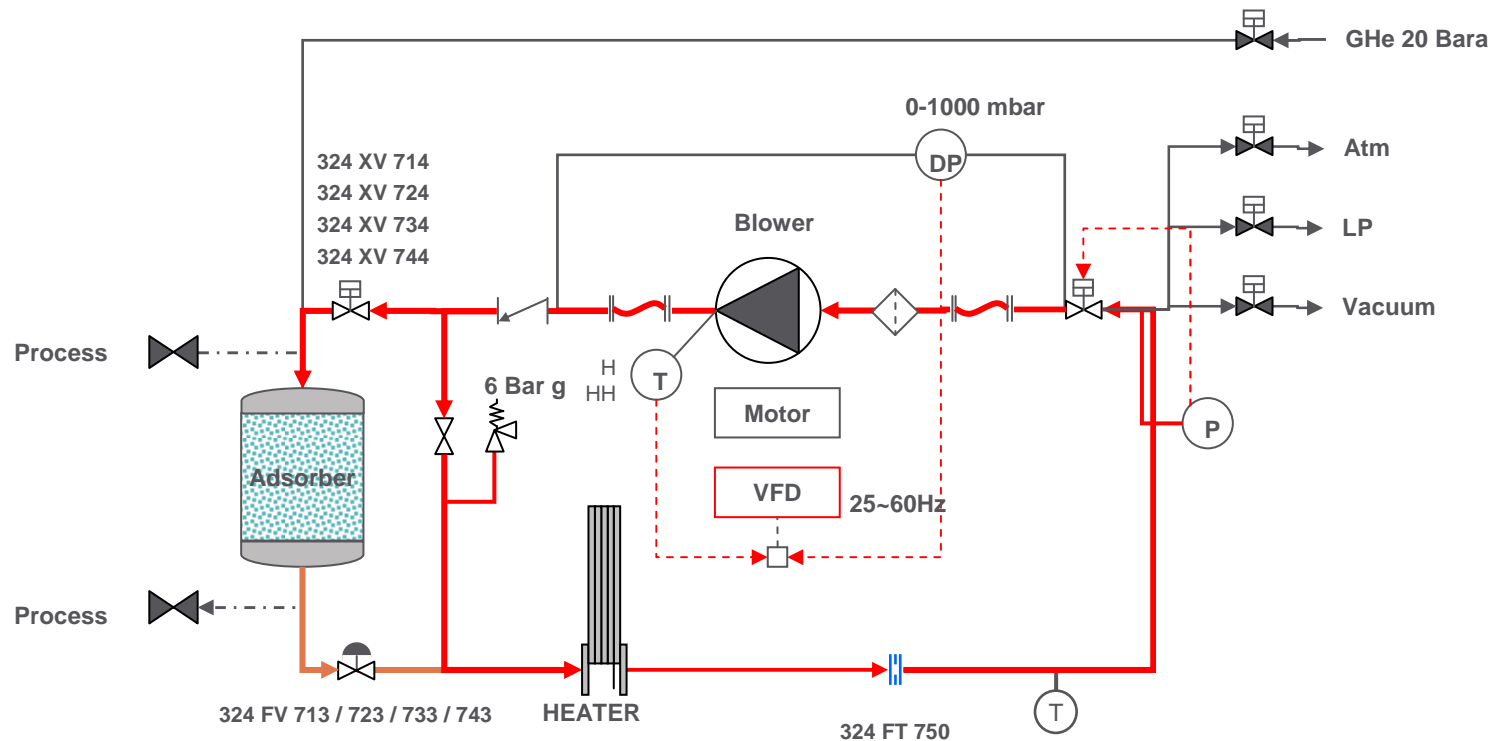 GHe 20 Bara
0-1000 mbar
Atm
324 XV 714
DP
324 XV 724
324 XV 734
Blower
LP
324 XV 744
Vacuum
Process
H
HH
T
6 Bar g
Motor
P
Adsorber
VFD
25~60Hz
Process
324 FV 713 / 723 / 733 / 743
HEATER
T
324 FT 750